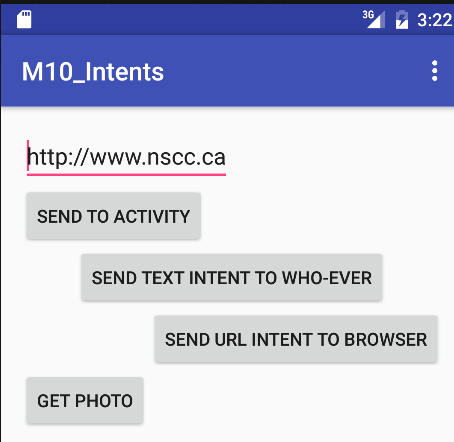 3G 3:22
M10_Intents
http://www.nscc.ca
SEND TO ACTIVITY
SEND TEXT INTENT TO WHO-EVER
SEND URL INTENT TO BROWSER
GET PHOTO